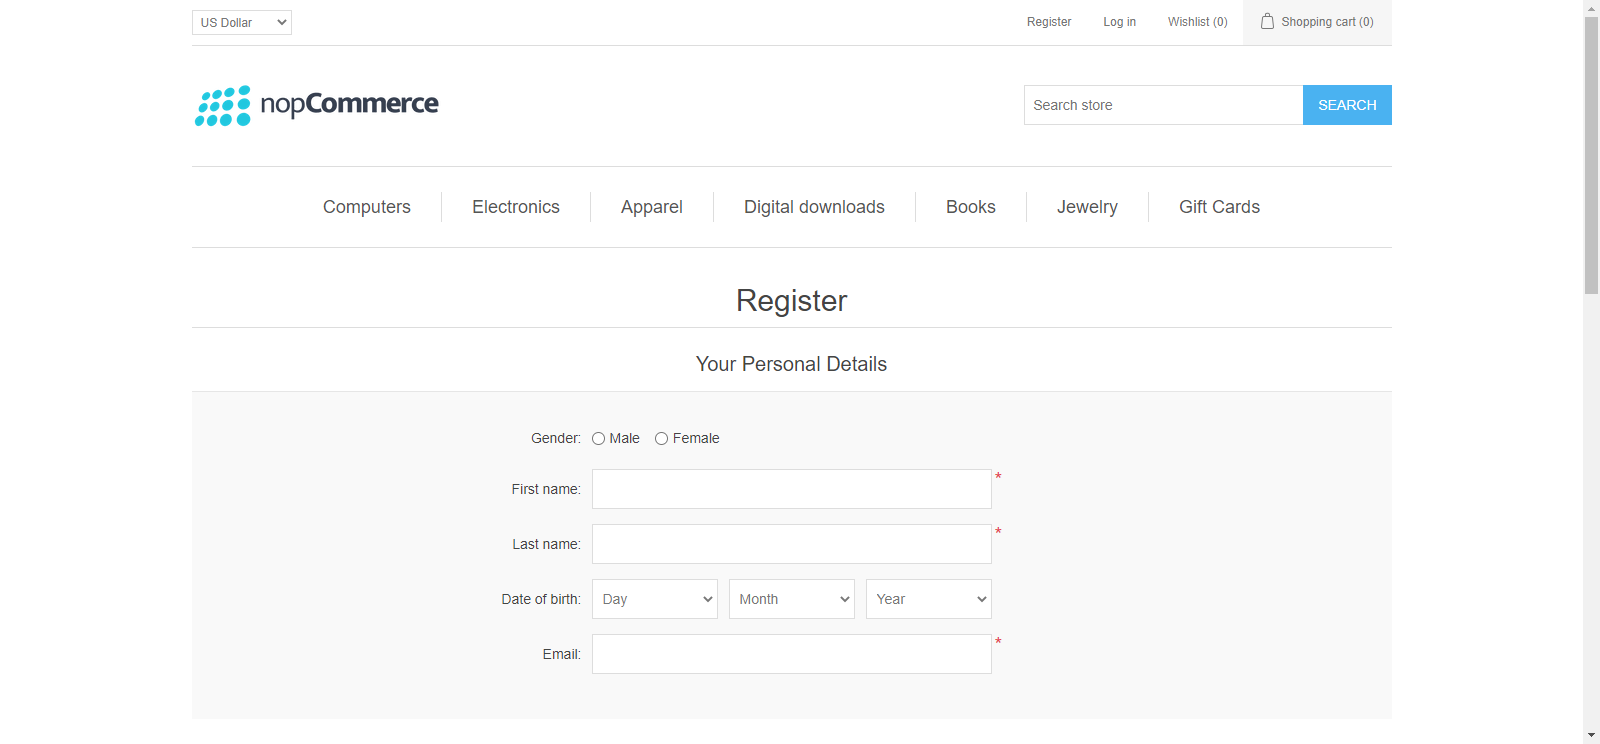 US Dollar Register Log in Wishlist (0) Shopping cart (0)
nopCommerce Search store SEARCH
Computers Electronics Apparel Digital downloads Books Jewelry Gift Cards
Register
Your Personal Details
Gender: Male Female
First name: *
Last name: *
Date of birth: Day Month Year
Email: *